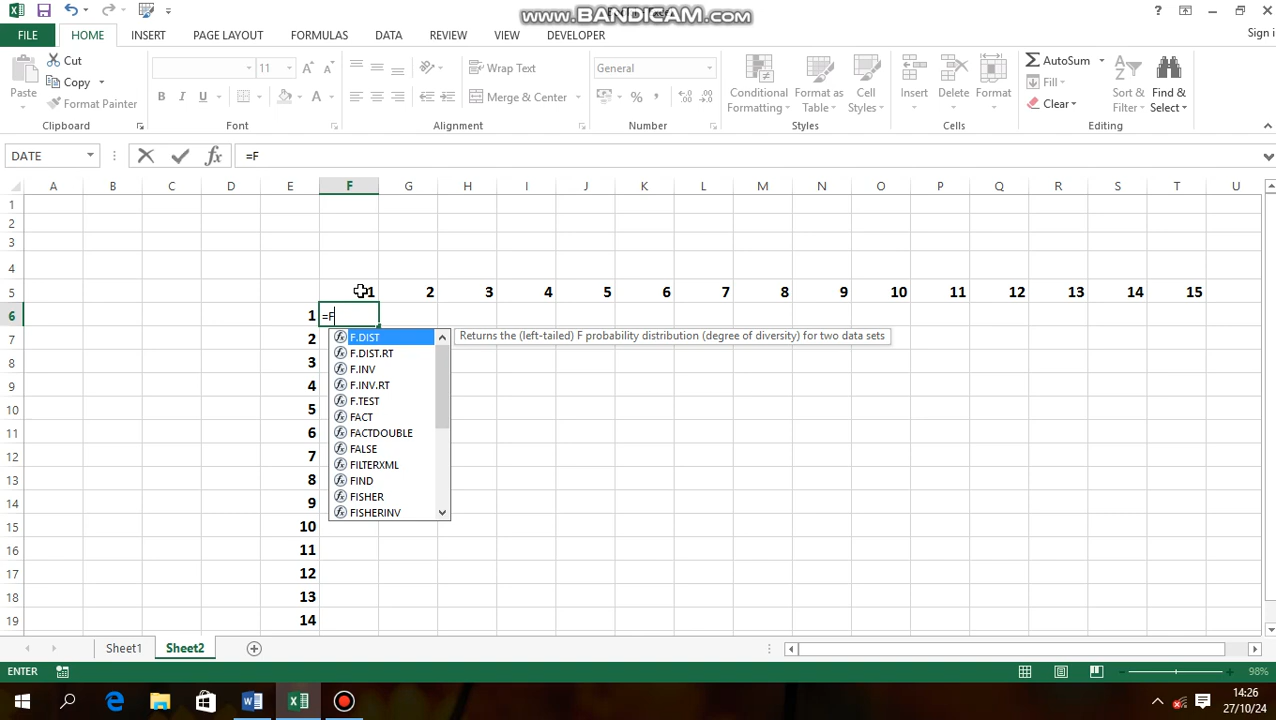 www.BANDICAM.com
FILE HOME INSERT PAGE LAYOUT FORMULAS DATA REVIEW VIEW DEVELOPER Sign i
Paste Cut Copy Format Painter Clipboard
11 B I U A Font
Wrap Text Merge & Center Alignment
General % , Number
Conditional Formatting Format as Table Cell Styles Styles
Insert Delete Format Cells
AutoSum Fill Clear Sort & Filter Find & Select Editing
DATE fx =F
A B C D E F G H I J K L M N O P Q R S T U
1
2
3
4
5 1 2 3 4 5 6 7 8 9 10 11 12 13 14 15
6 1 =F
7 2
8 3
9 4
10 5
11 6
12 7
13 8
14 9
15 10
16 11
17 12
18 13
19 14
F.DIST Returns the (left-tailed) F probability distribution (degree of diversity) for two data sets
F.DIST.RT
F.INV
F.INV.RT
F.TEST
FACT
FACTDOUBLE
FALSE
FILTERXML
FIND
FISHER
FISHERINV
Sheet1 Sheet2
ENTER 98%
14:26
27/10/24